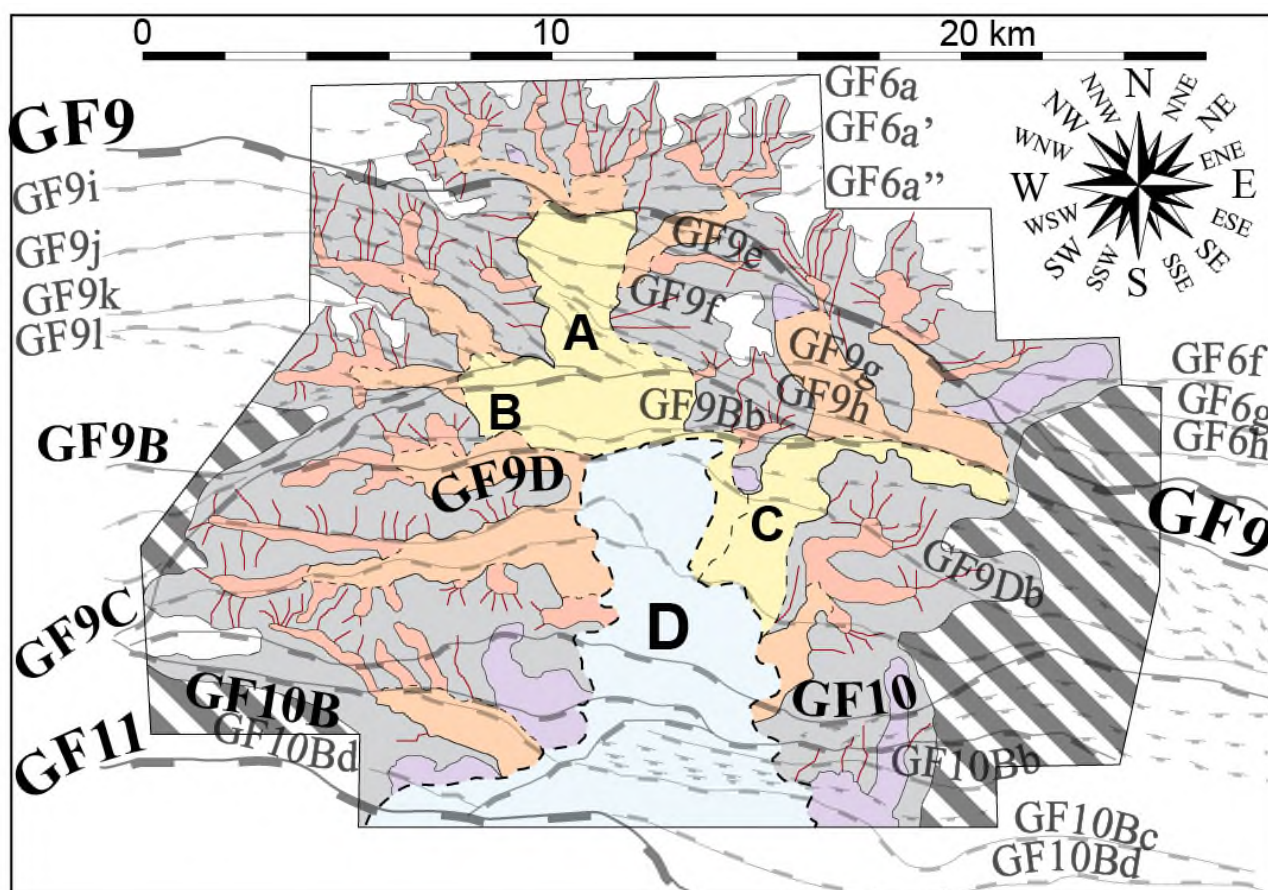 0 10 20 km
GF6a
GF6a’
GF6a”
N
NNE
NE
ENE
E
ESE
SE
SSE
S
SSW
SW
WSW
W
WNW
NW
NNW
GF9
GF9i
GF9j
GF9k
GF9l
GF9B
GF9C
GF11
GF9e
GF9f
GF9g
GF9h
GF9Bb
A
B
C
D
GF9D
GF6f
GF6g
GF6h
GF9
GF9Db
GF10B
GF10Bd
GF10
GF10Bb
GF10Bc
GF10Bd